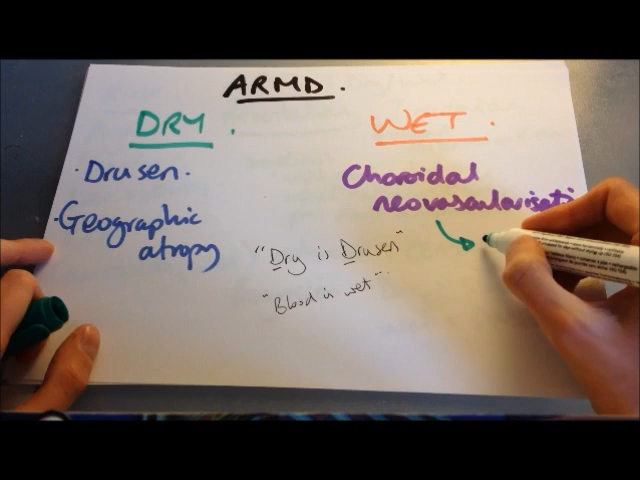 ARMD.
DRY.
WET.
· Drusen.
· Geographic
atropy
Choroidal
neovascularisati
"Dry is Drusen"
"Blood is wet"